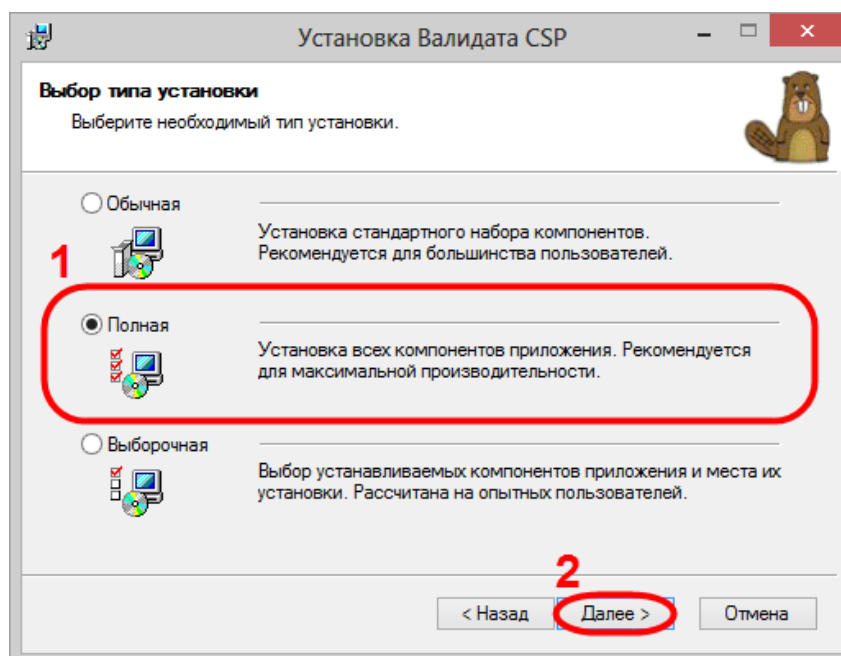 Установка Валидата CSP
Выбор типа установки
Выберите необходимый тип установки.
Обычная
Установка стандартного набора компонентов.
Рекомендуется для большинства пользователей.
1
Полная
Установка всех компонентов приложения. Рекомендуется
для максимальной производительности.
Выборочная
Выбор устанавливаемых компонентов приложения и места их
установки. Рассчитана на опытных пользователей.
2
< Назад Далее > Отмена